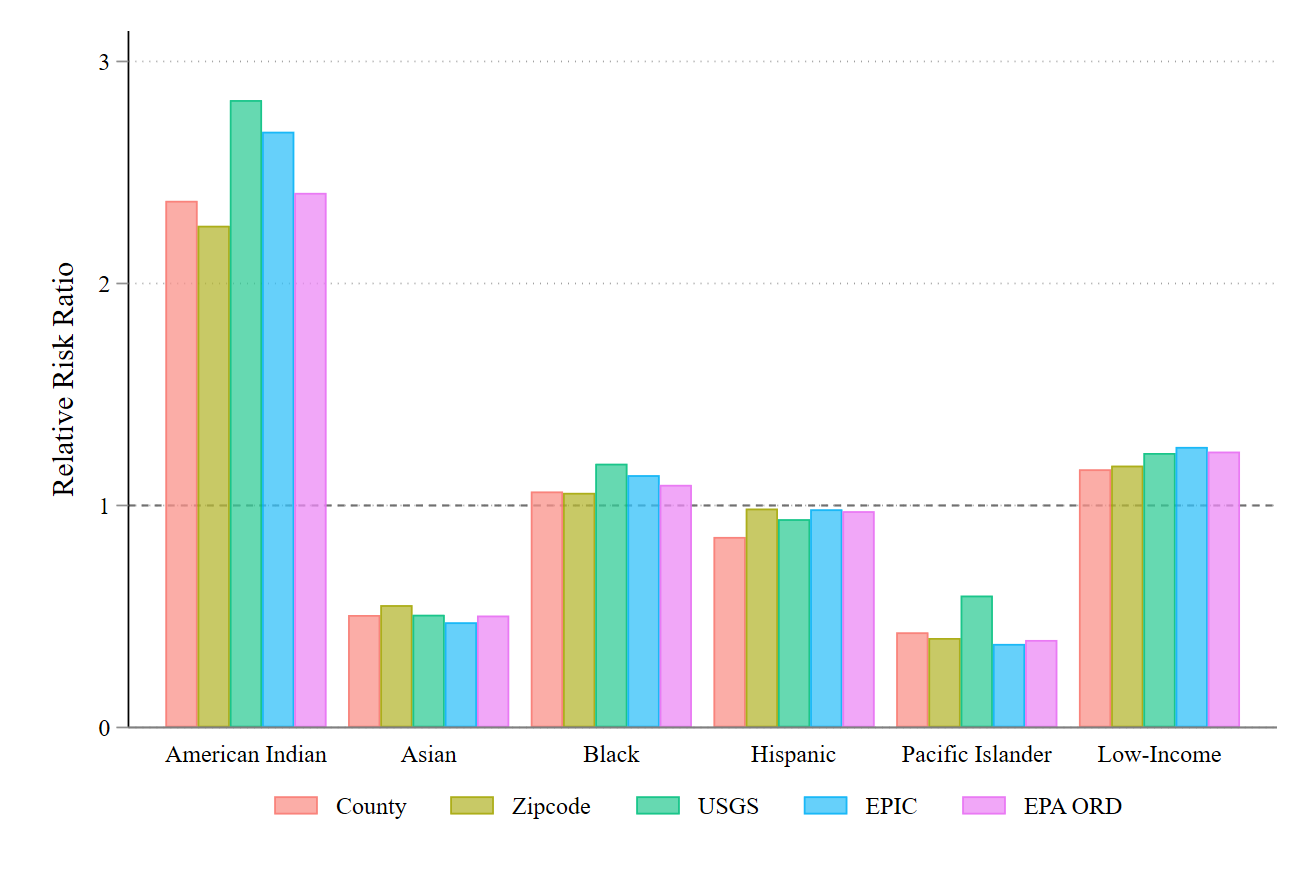 Relative Risk Ratio
3
2
1
0
American Indian Asian Black Hispanic Pacific Islander Low-Income
County Zipcode USGS EPIC EPA ORD